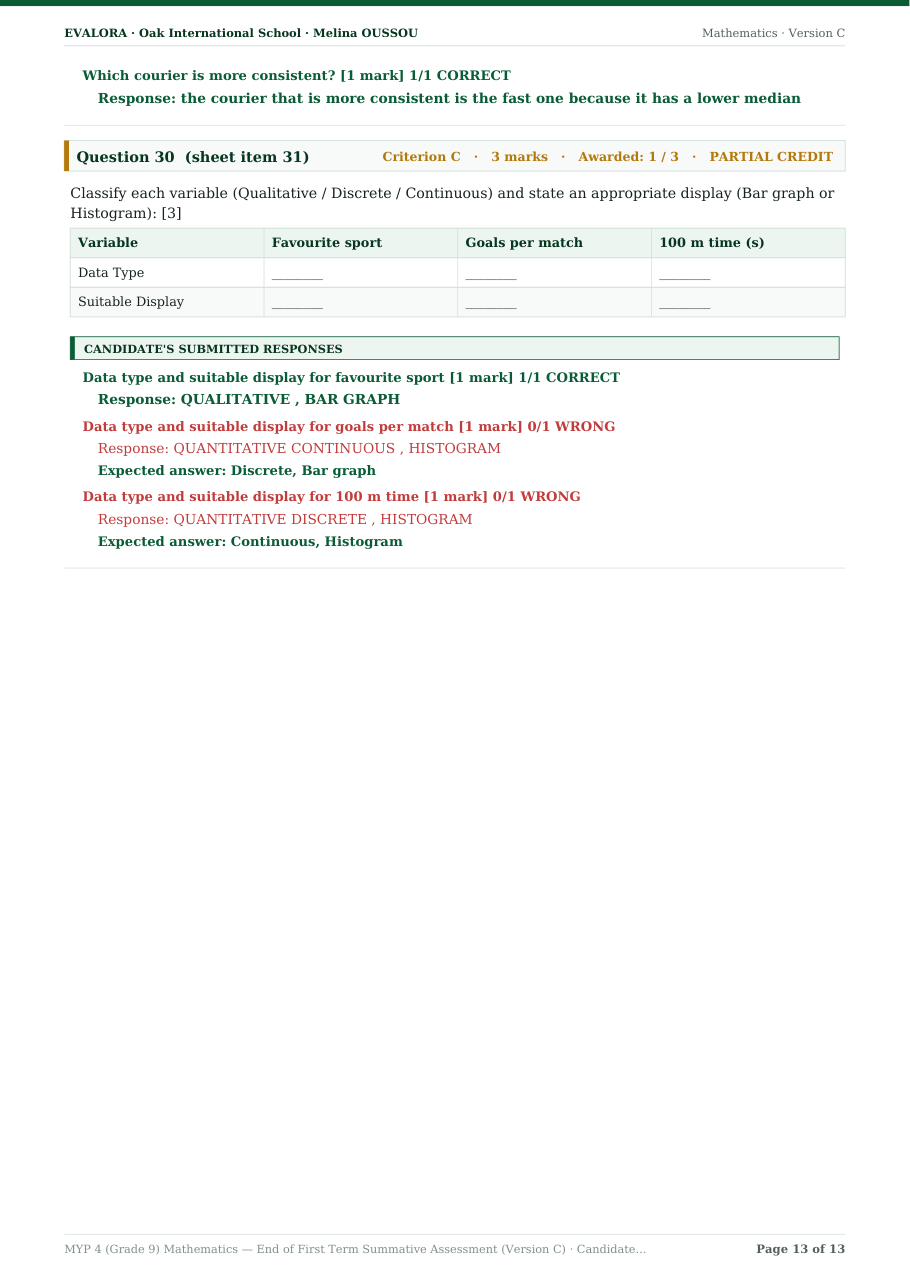 EVALORA · Oak International School · Melina OUSSOU
Mathematics · Version C
Which courier is more consistent? [1 mark] 1/1 CORRECT
Response: the courier that is more consistent is the fast one because it has a lower median
Question 30 (sheet item 31)
Criterion C · 3 marks · Awarded: 1 / 3 · PARTIAL CREDIT
Classify each variable (Qualitative / Discrete / Continuous) and state an appropriate display (Bar graph or
Histogram): [3]
Variable Favourite sport Goals per match 100 m time (s)
Data Type ________ ________ ________
Suitable Display ________ ________ ________
CANDIDATE'S SUBMITTED RESPONSES
Data type and suitable display for favourite sport [1 mark] 1/1 CORRECT
Response: QUALITATIVE , BAR GRAPH
Data type and suitable display for goals per match [1 mark] 0/1 WRONG
Response: QUANTITATIVE CONTINUOUS , HISTOGRAM
Expected answer: Discrete, Bar graph
Data type and suitable display for 100 m time [1 mark] 0/1 WRONG
Response: QUANTITATIVE DISCRETE , HISTOGRAM
Expected answer: Continuous, Histogram
MYP 4 (Grade 9) Mathematics — End of First Term Summative Assessment (Version C) · Candidate...
Page 13 of 13